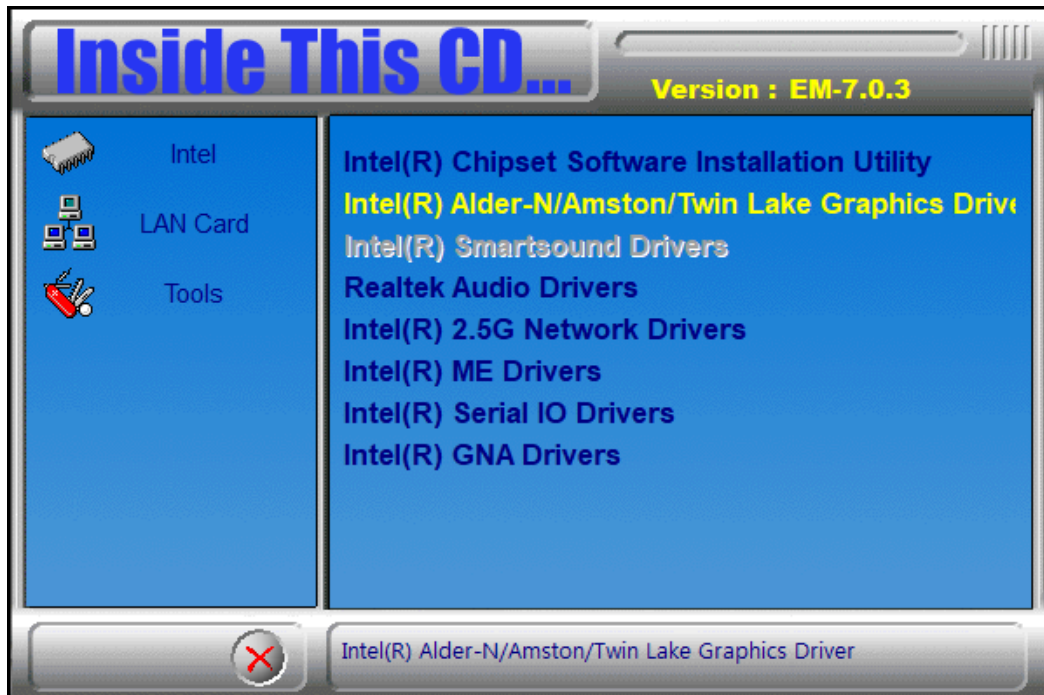 Inside This CD...
Version : EM-7.0.3
Intel
LAN Card
Tools
Intel(R) Chipset Software Installation Utility
Intel(R) Alder-N/Amston/Twin Lake Graphics Drive
Intel(R) Smartsound Drivers
Realtek Audio Drivers
Intel(R) 2.5G Network Drivers
Intel(R) ME Drivers
Intel(R) Serial IO Drivers
Intel(R) GNA Drivers
Intel(R) Alder-N/Amston/Twin Lake Graphics Driver